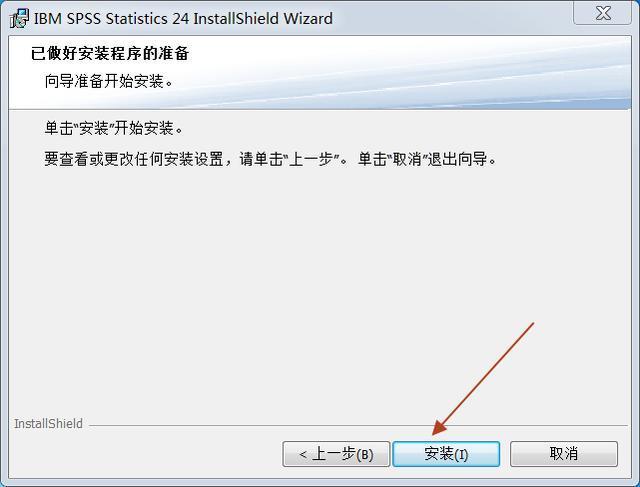 IBM SPSS Statistics 24 InstallShield Wizard
已做好安装程序的准备
向导准备开始安装。
单击“安装”开始安装。
要查看或更改任何安装设置，请单击“上一步”。 单击“取消”退出向导。
InstallShield
< 上一步(B) 安装(I) 取消